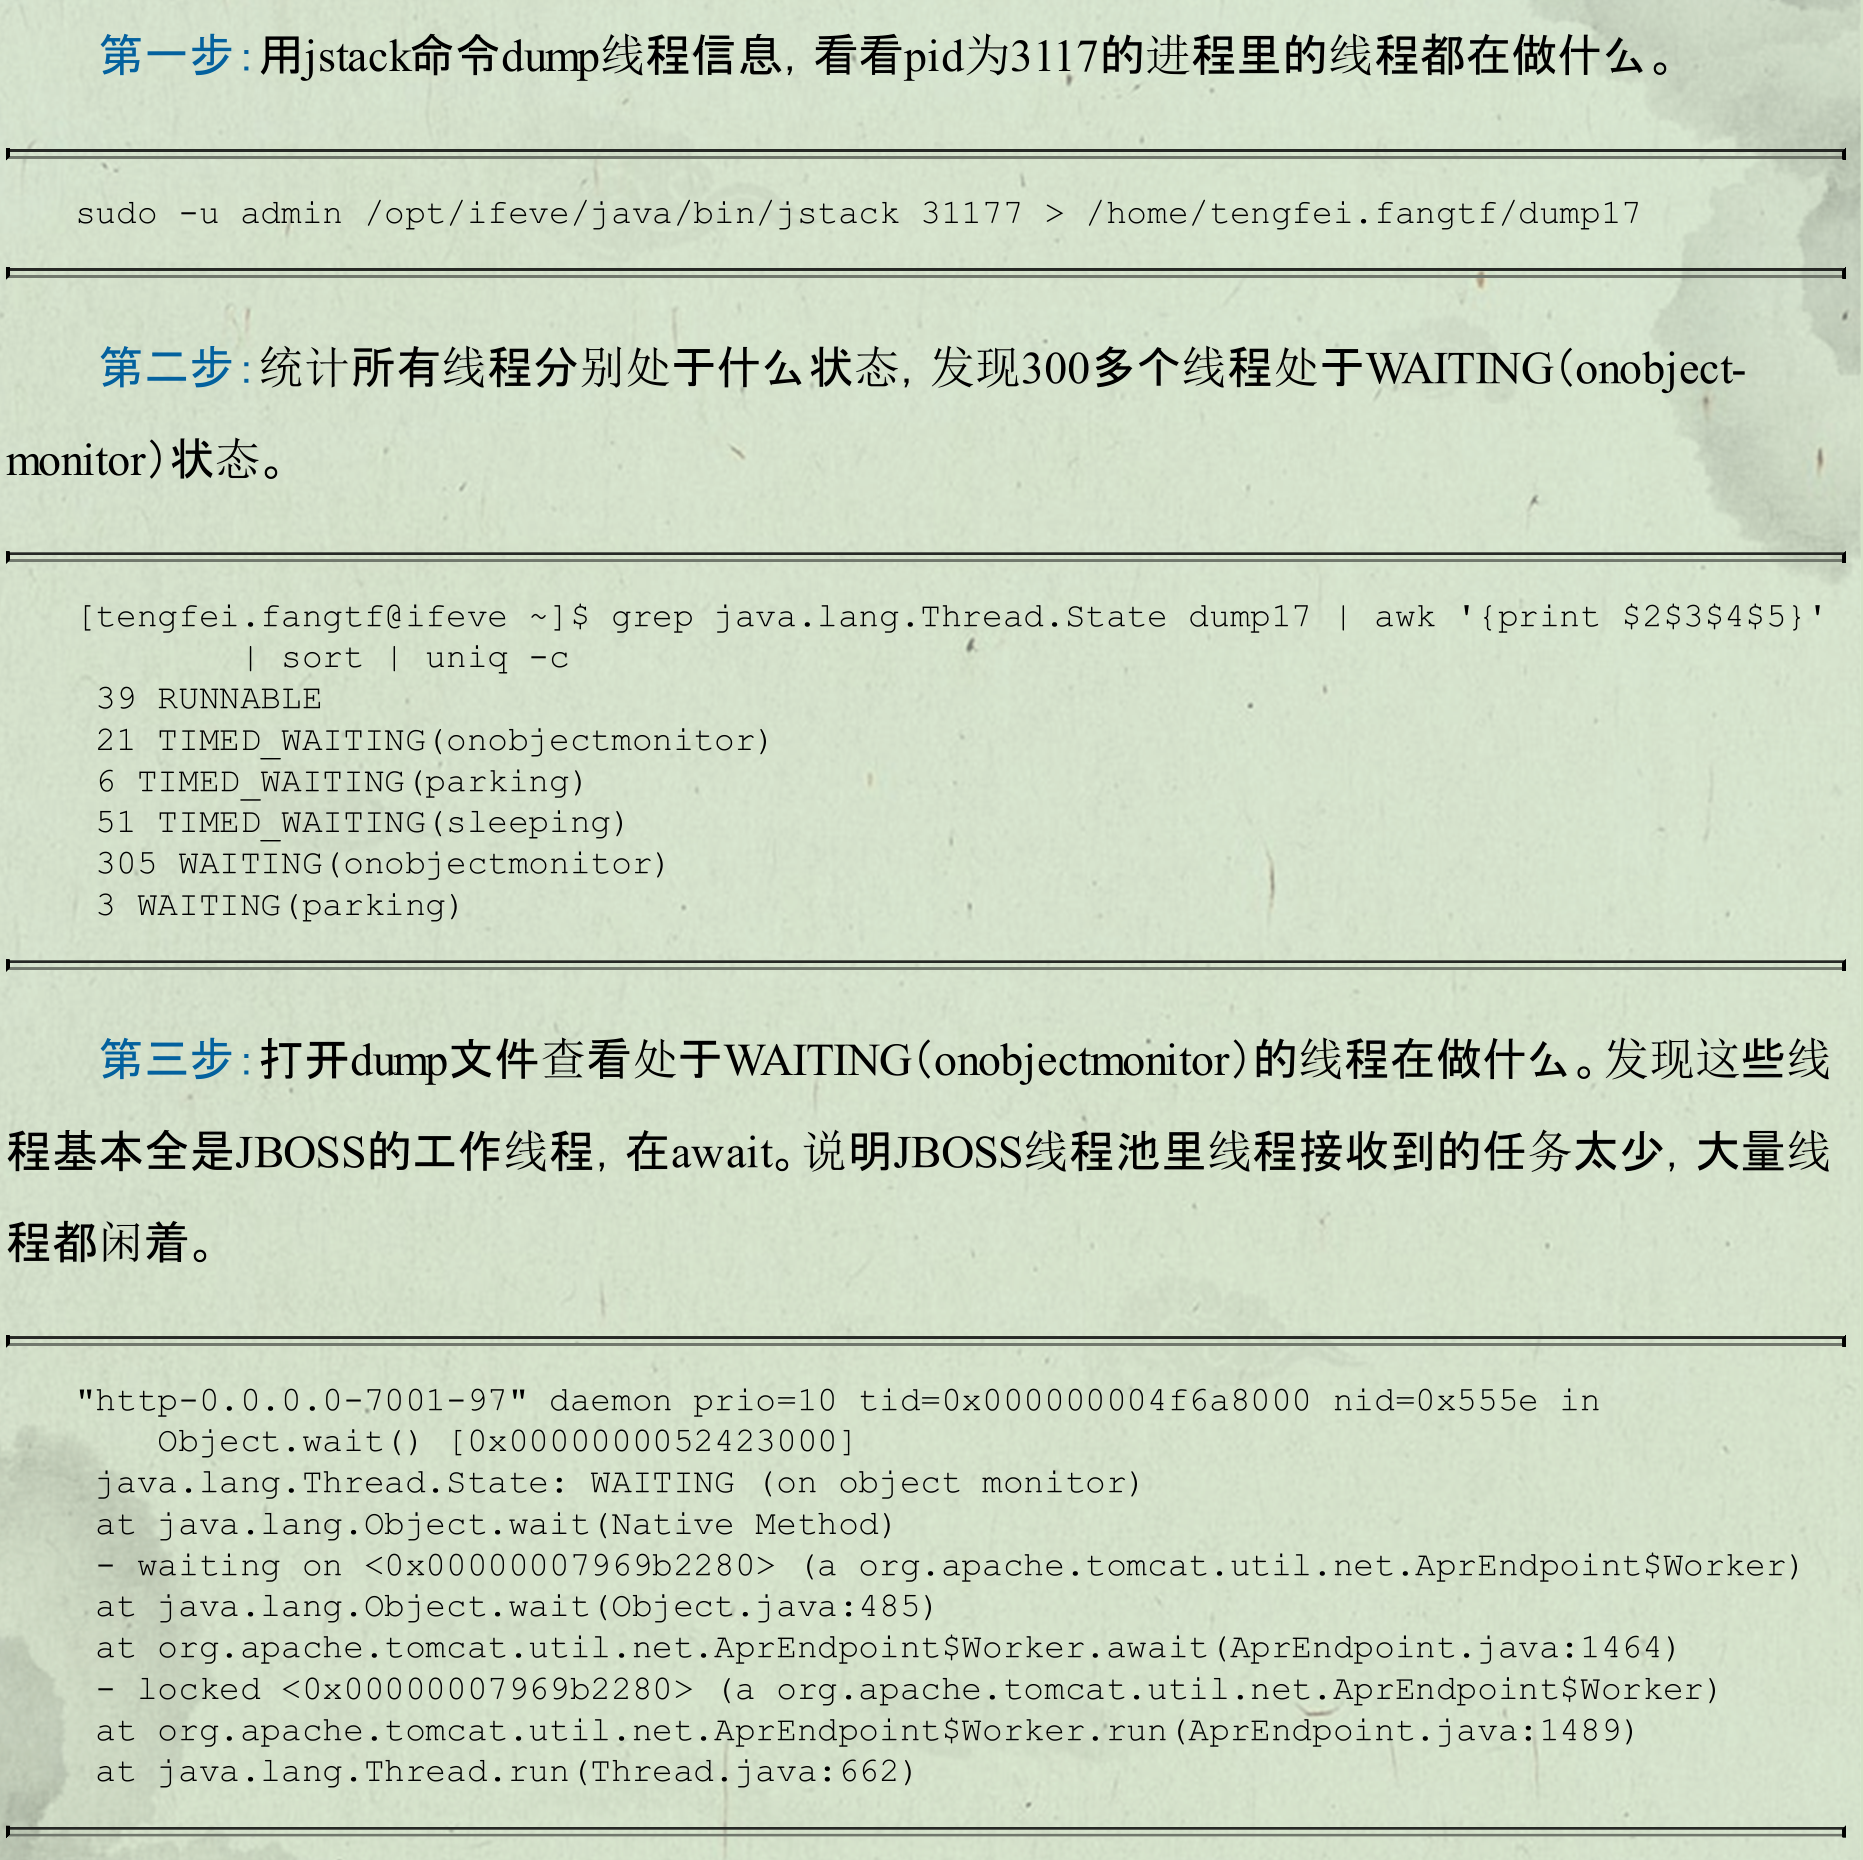 第一步:用jstack命令dump线程信息，看看pid为3117的进程里的线程都在做什么。
sudo -u admin /opt/ifeve/java/bin/jstack 31177 > /home/tengfei.fangtf/dump17
第二步:统计所有线程分别处于什么状态，发现300多个线程处于WAITING（onobject-
monitor）状态。
[tengfei.fangtf@ifeve ~]$ grep java.lang.Thread.State dump17 | awk '{print $2$3$4$5}'
| sort | uniq -c
39 RUNNABLE
21 TIMED_WAITING(onobjectmonitor)
6 TIMED_WAITING(parking)
51 TIMED_WAITING(sleeping)
305 WAITING(onobjectmonitor)
3 WAITING(parking)
第三步:打开dump文件查看处于WAITING（onobjectmonitor）的线程在做什么。发现这些线
程基本全是JBOSS的工作线程，在await。说明JBOSS线程池里线程接收到的任务太少，大量线
程都闲着。
"http-0.0.0.0-7001-97" daemon prio=10 tid=0x000000004f6a8000 nid=0x555e in
Object.wait() [0x0000000052423000]
java.lang.Thread.State: WAITING (on object monitor)
at java.lang.Object.wait(Native Method)
- waiting on <0x00000007969b2280> (a org.apache.tomcat.util.net.AprEndpoint$Worker)
at java.lang.Object.wait(Object.java:485)
at org.apache.tomcat.util.net.AprEndpoint$Worker.await(AprEndpoint.java:1464)
- locked <0x00000007969b2280> (a org.apache.tomcat.util.net.AprEndpoint$Worker)
at org.apache.tomcat.util.net.AprEndpoint$Worker.run(AprEndpoint.java:1489)
at java.lang.Thread.run(Thread.java:662)